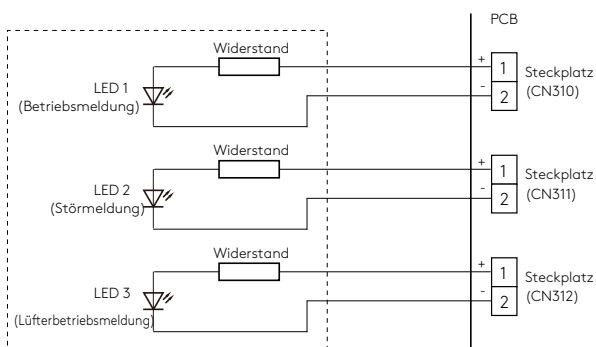 PCB
Widerstand
LED 1
(Betriebsmeldung)
+
-
1
2
Steckplatz
(CN310)
Widerstand
LED 2
(Störmeldung)
+
-
1
2
Steckplatz
(CN311)
Widerstand
LED 3
(Lüfterbetriebsmeldung)
+
-
1
2
Steckplatz
(CN312)